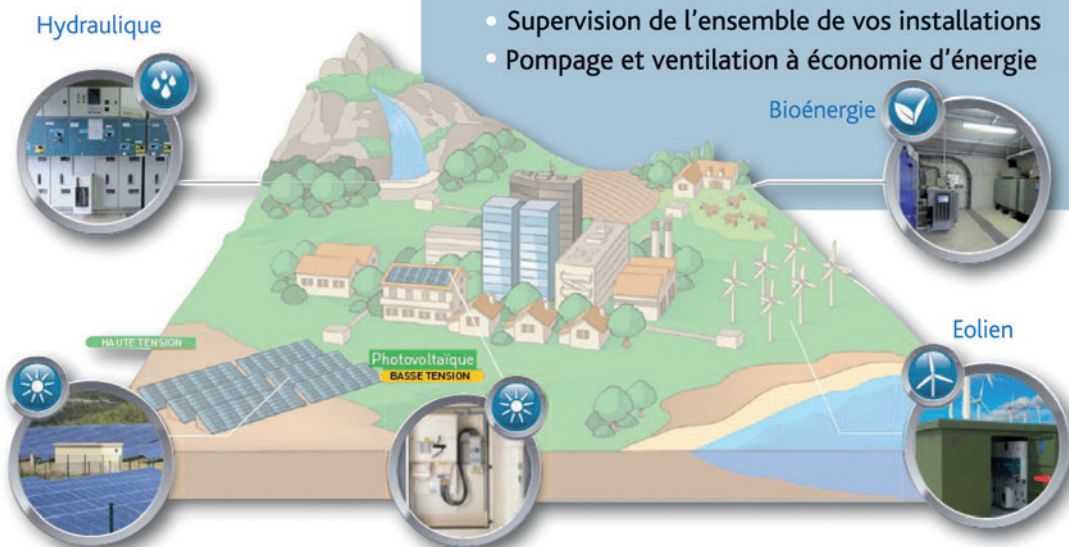 Hydraulique
• Supervision de l'ensemble de vos installations
• Pompage et ventilation à économie d'énergie
Bioénergie
Eolien
HAUTE TENSION
Photovoltaïque
BASSE TENSION